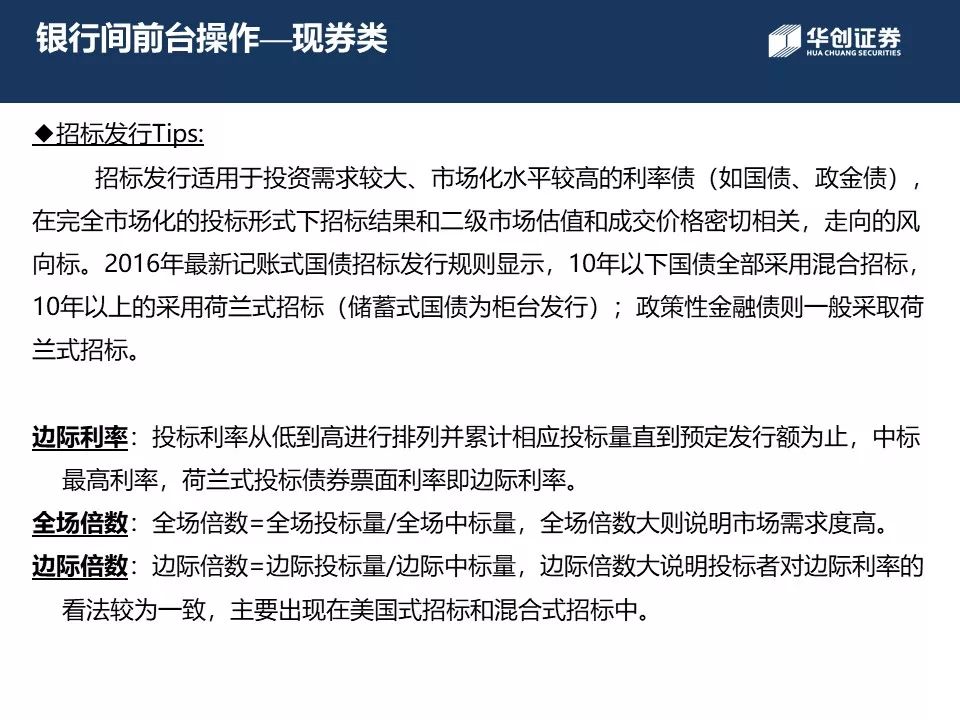 银行间前台操作—现券类
华创证券
HUA CHUANG SECURITIES
◆招标发行Tips:
招标发行适用于投资需求较大、市场化水平较高的利率债（如国债、政金债），
在完全市场化的投标形式下招标结果和二级市场估值和成交价格密切相关，走向的风
向标。2016年最新记账式国债招标发行规则显示，10年以下国债全部采用混合招标，
10年以上的采用荷兰式招标（储蓄式国债为柜台发行）；政策性金融债则一般采取荷
兰式招标。
边际利率：投标利率从低到高进行排列并累计相应投标量直到预定发行额为止，中标
最高利率，荷兰式投标债券票面利率即边际利率。
全场倍数：全场倍数=全场投标量/全场中标量，全场倍数大则说明市场需求度高。
边际倍数：边际倍数=边际投标量/边际中标量，边际倍数大说明投标者对边际利率的
看法较为一致，主要出现在美国式招标和混合式招标中。